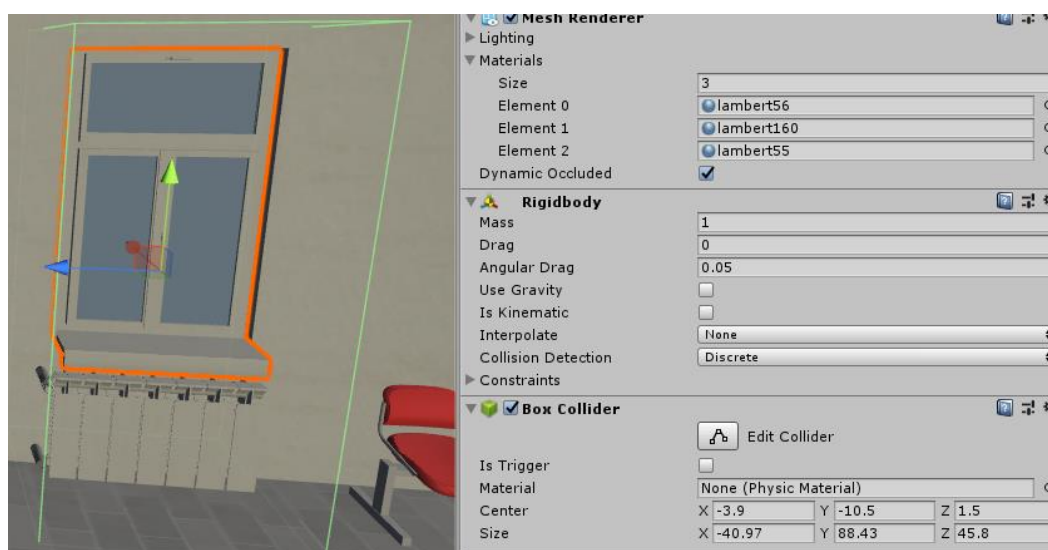 Mesh Renderer
Lighting
Materials
Size 3
Element 0 lambert56
Element 1 lambert160
Element 2 lambert55
Dynamic Occluded
Rigidbody
Mass 1
Drag 0
Angular Drag 0.05
Use Gravity
Is Kinematic
Interpolate None
Collision Detection Discrete
Constraints
Box Collider
Edit Collider
Is Trigger
Material None (Physic Material)
Center X -3.9 Y -10.5 Z 1.5
Size X -40.97 Y 88.43 Z 45.8